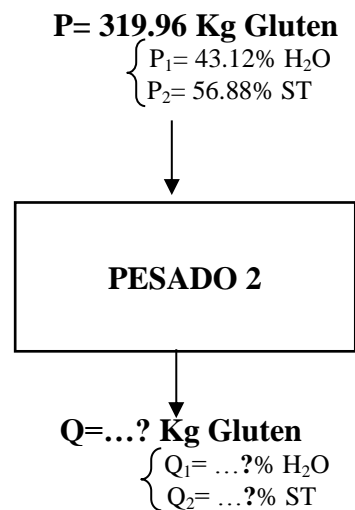 P= 319.96 Kg Gluten
P₁= 43.12% H₂O
P₂= 56.88% ST
PESADO 2
Q=…? Kg Gluten
Q₁= …?% H₂O
Q₂= …?% ST